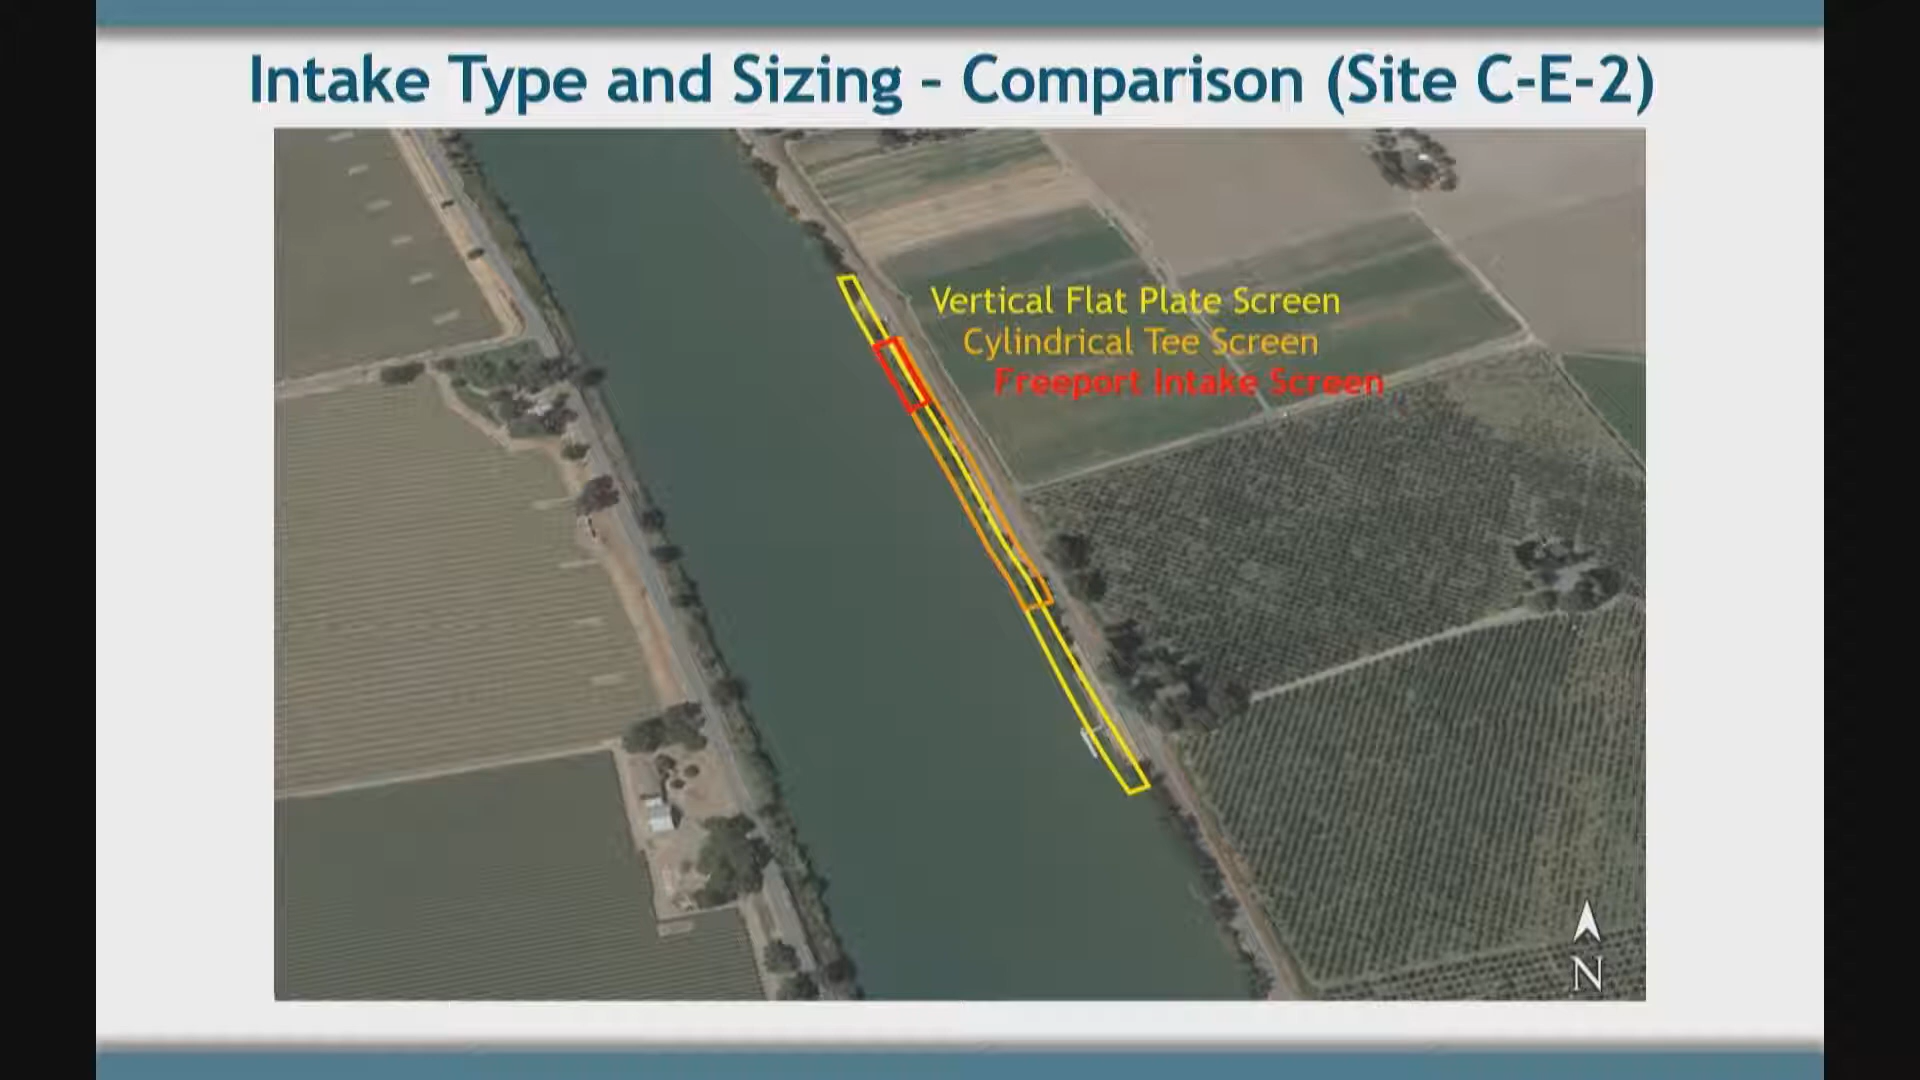 Intake Type and Sizing – Comparison (Site C-E-2)
Vertical Flat Plate Screen
Cylindrical Tee Screen
Freeport Intake Screen
N